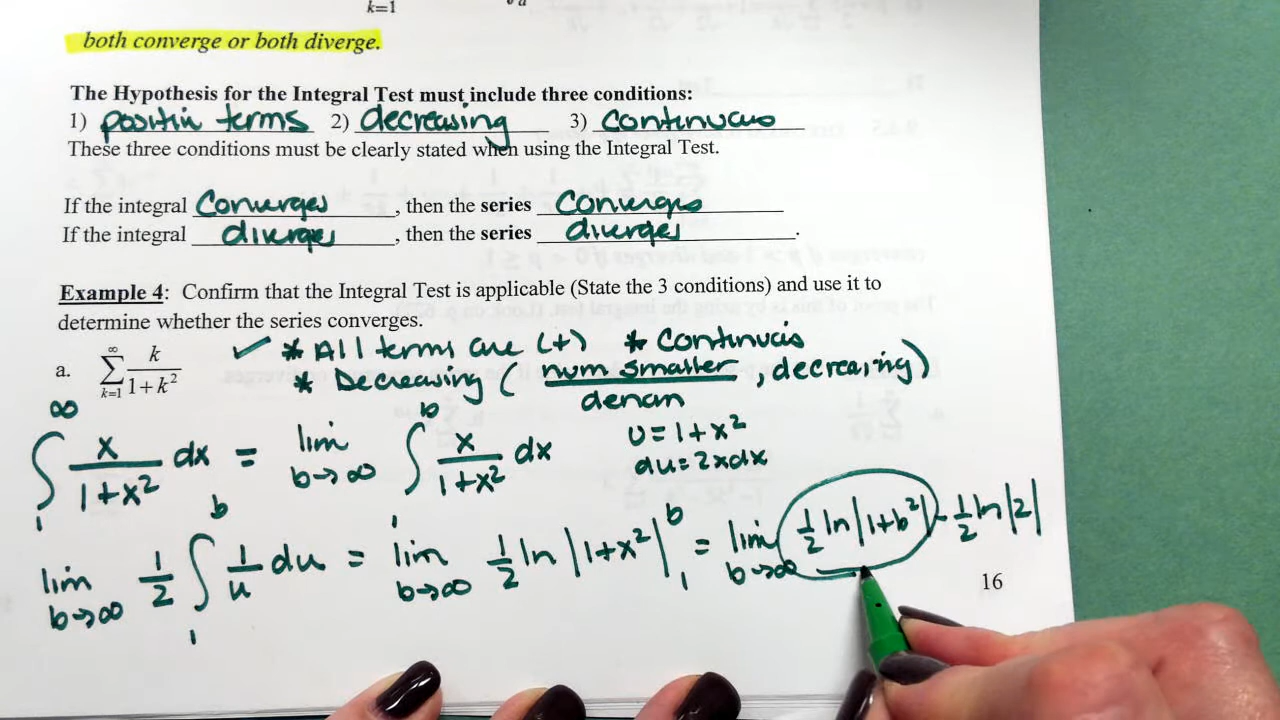 k=1
both converge or both diverge.
The Hypothesis for the Integral Test must include three conditions:
1) positiv terms 2) decreasing 3) continuous
These three conditions must be clearly stated when using the Integral Test.
If the integral Converges, then the series converges
If the integral diverges, then the series diverges.
Example 4: Confirm that the Integral Test is applicable (State the 3 conditions) and use it to
determine whether the series converges.
✓ * All terms are (+) * Continuous
a. ∑_{k=1}^{∞} k/(1+k²)
* Decreasing (num smaller/denom, decreasing)
∫_1^∞ x/(1+x²) dx = lim_{b→∞} ∫_1^b x/(1+x²) dx
u=1+x²
du=2xdx
lim_{b→∞} 1/2 ∫_1^b 1/u du = lim_{b→∞} 1/2 ln|1+x²| |_1^b = lim_{b→∞} 1/2 ln|1+b²| - 1/2 ln|2|
16